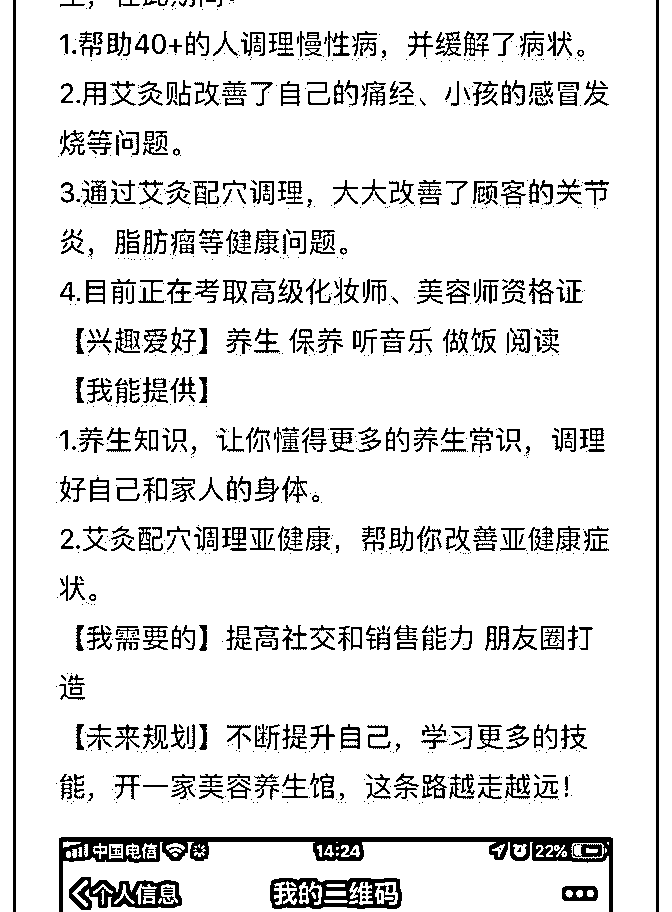 生，在此期间：
1.帮助40+的人调理慢性病，并缓解了病状。
2.用艾灸贴改善了自己的痛经、小孩的感冒发
烧等问题。
3.通过艾灸配穴调理，大大改善了顾客的关节
炎，脂肪瘤等健康问题。
4.目前正在考取高级化妆师、美容师资格证
【兴趣爱好】养生 保养 听音乐 做饭 阅读
【我能提供】
1.养生知识，让你懂得更多的养生常识，调理
好自己和家人的身体。
2.艾灸配穴调理亚健康，帮助你改善亚健康症
状。
【我需要的】提高社交和销售能力 朋友圈打
造
【未来规划】不断提升自己，学习更多的技
能，开一家美容养生馆，这条路越走越远！
中国电信 14:24 22%
个人信息 我的二维码